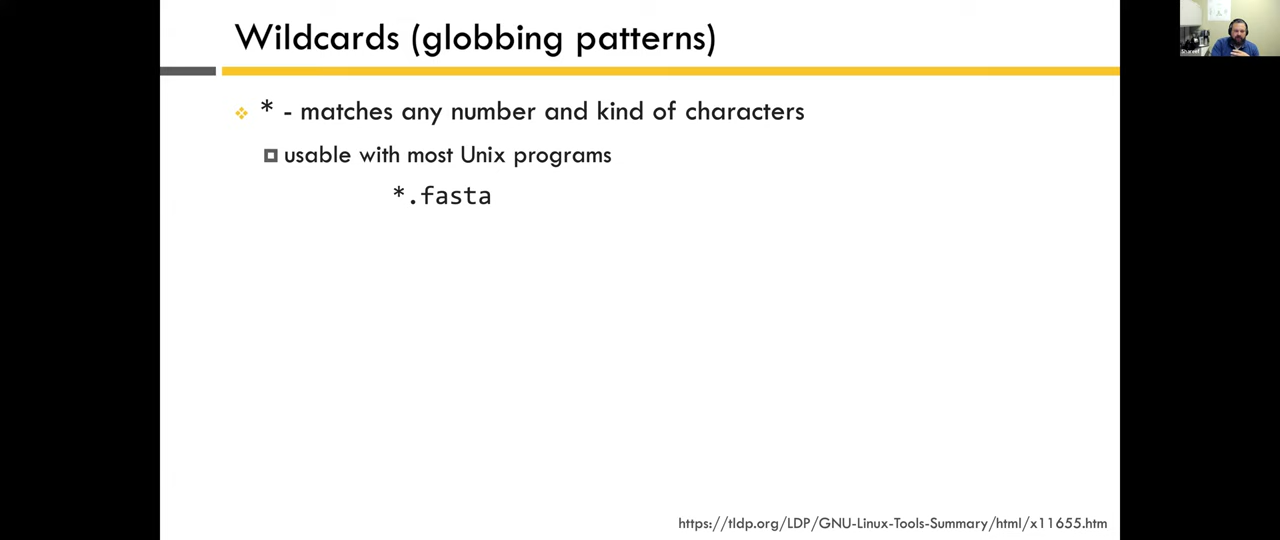 Wildcards (globbing patterns)
* - matches any number and kind of characters
usable with most Unix programs
*.fasta
https://tldp.org/LDP/GNU-Linux-Tools-Summary/html/x11655.htm